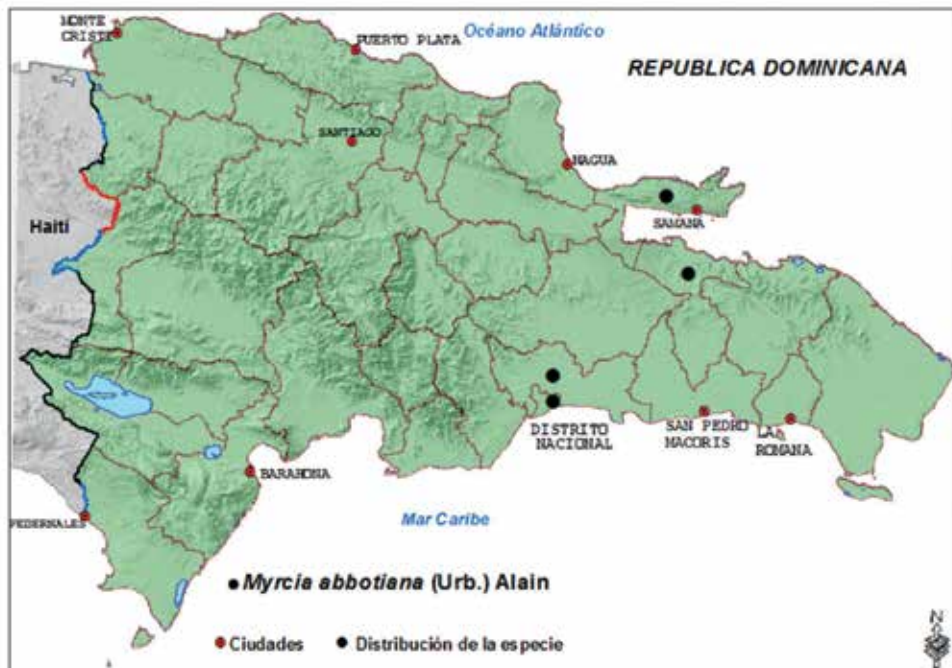 MONTE
CRISTE
PUERTO PLATA
Océano Atlántico
REPUBLICA DOMINICANA
SANTIAGO
NAGUA
SAMANA
Haití
DISTRITO
NACIONAL
SAN PEDRO
MACORIS
LA
ROMANA
BARAHONA
PEDERNALES
Mar Caribe
Myrcia abbotiana (Urb.) Alain
Ciudades
Distribución de la especie
N